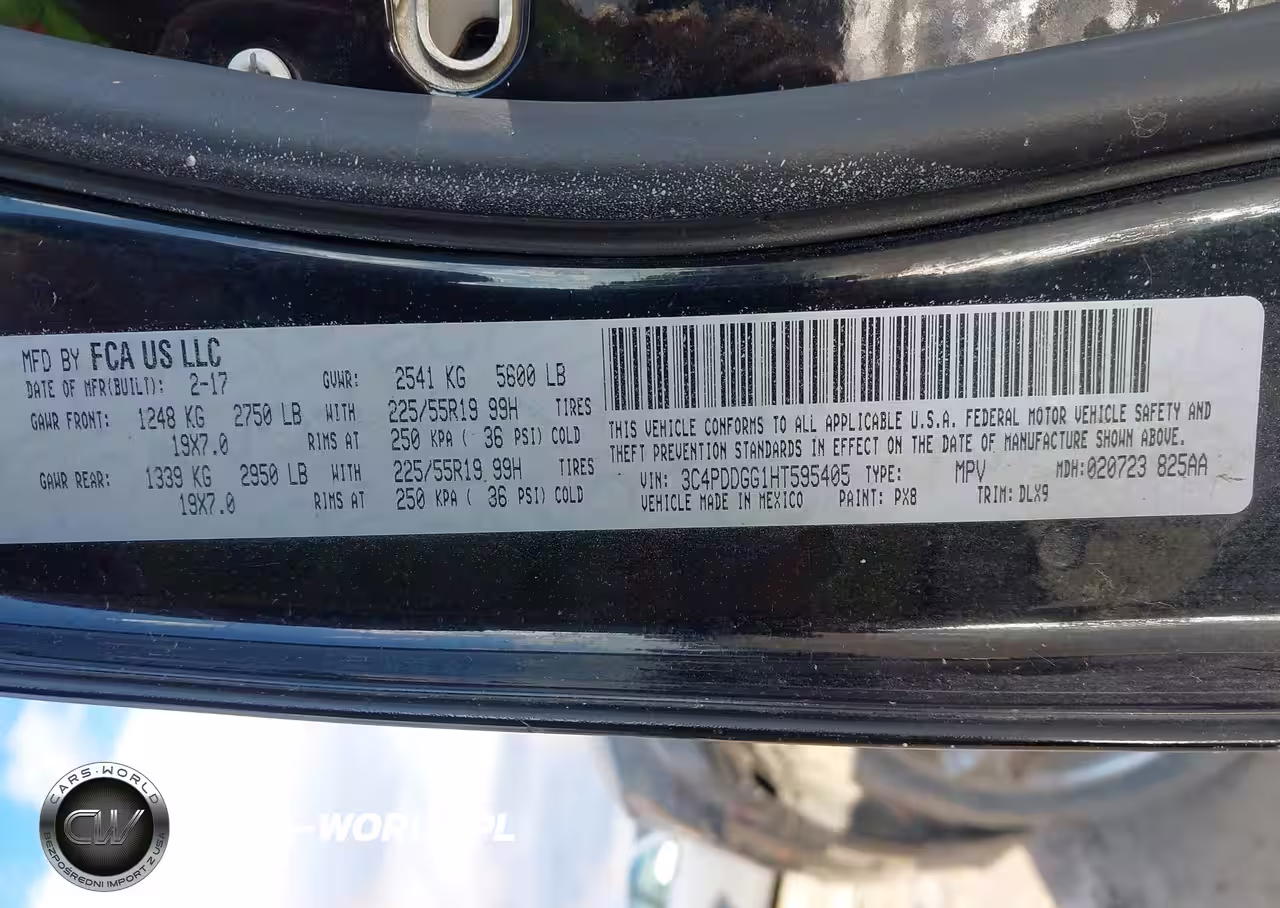 MFD BY FCA US LLC
DATE OF MFR(BUILT): 2-17 GVWR: 2541 KG 5600 LB
GAWR FRONT: 1248 KG 2750 LB WITH 225/55R19 99H TIRES
19X7.0 RIMS AT 250 KPA ( 36 PSI) COLD
GAWR REAR: 1339 KG 2950 LB WITH 225/55R19 99H TIRES
19X7.0 RIMS AT 250 KPA ( 36 PSI) COLD
THIS VEHICLE CONFORMS TO ALL APPLICABLE U.S.A. FEDERAL MOTOR VEHICLE SAFETY AND
THEFT PREVENTION STANDARDS IN EFFECT ON THE DATE OF MANUFACTURE SHOWN ABOVE.
VIN: 3C4PDDGG1HT595405 TYPE: MPV MDH:020723 825AA
VEHICLE MADE IN MEXICO PAINT: PX8 TRIM: DLX9
CARS-WORLD
CW
BEZPOŚREDNI IMPORT Z USA